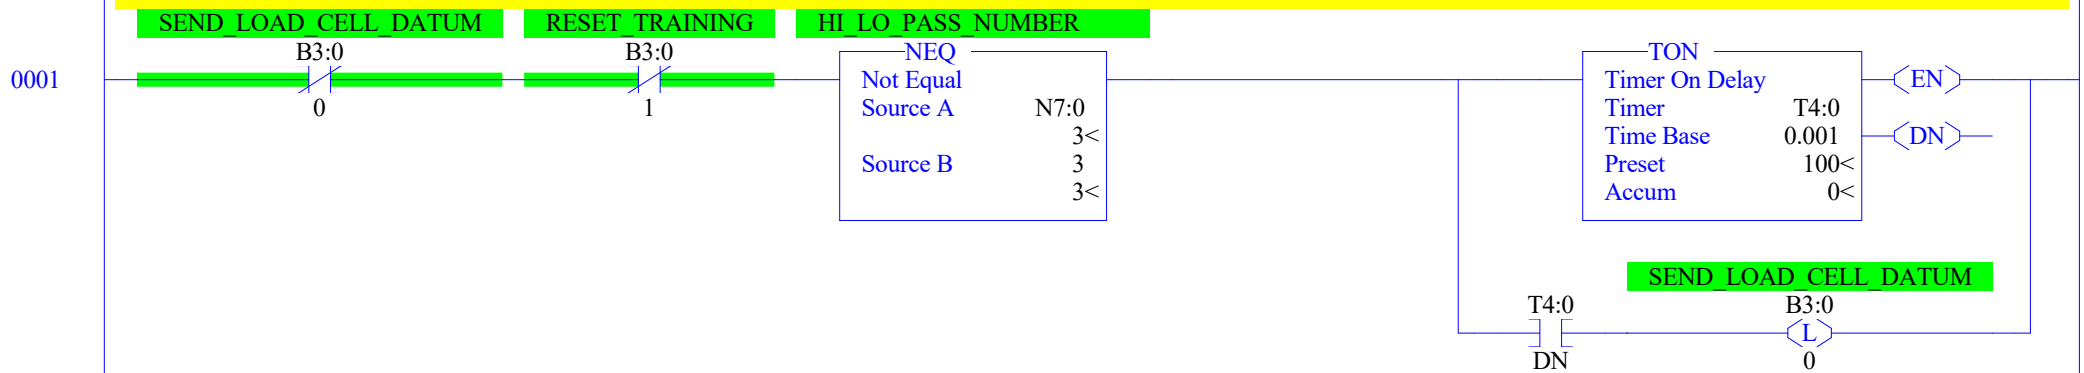 SEND_LOAD_CELL_DATUM RESET_TRAINING HI_LO_PASS_NUMBER
B3:0 B3:0 NEQ TON
0001 Not Equal Timer On Delay EN
0 1 Source A N7:0 Timer T4:0
3< Time Base 0.001 DN
Source B 3 Preset 100<
3< Accum 0<
SEND_LOAD_CELL_DATUM
T4:0 B3:0
L
DN 0